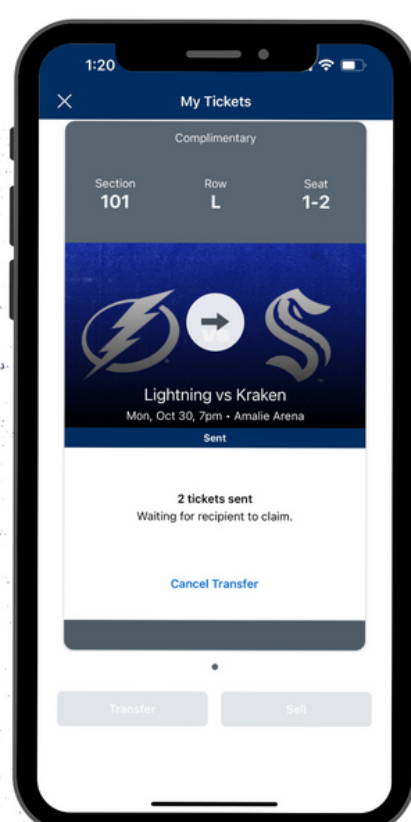 1:20
My Tickets
Complimentary
Section Row Seat
101 L 1-2
Lightning vs Kraken
Mon, Oct 30, 7pm • Amalie Arena
Sent
2 tickets sent
Waiting for recipient to claim.
Cancel Transfer
Transfer Sell